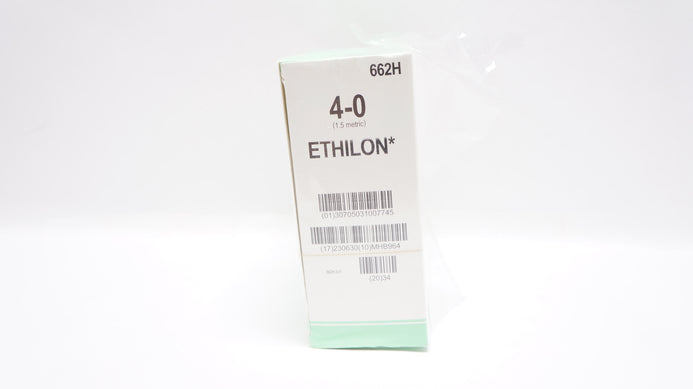 662H
4-0
(1.5 metric)
ETHILON*
(01)30705031007745
(17)230630(10)MHB964
(20)34